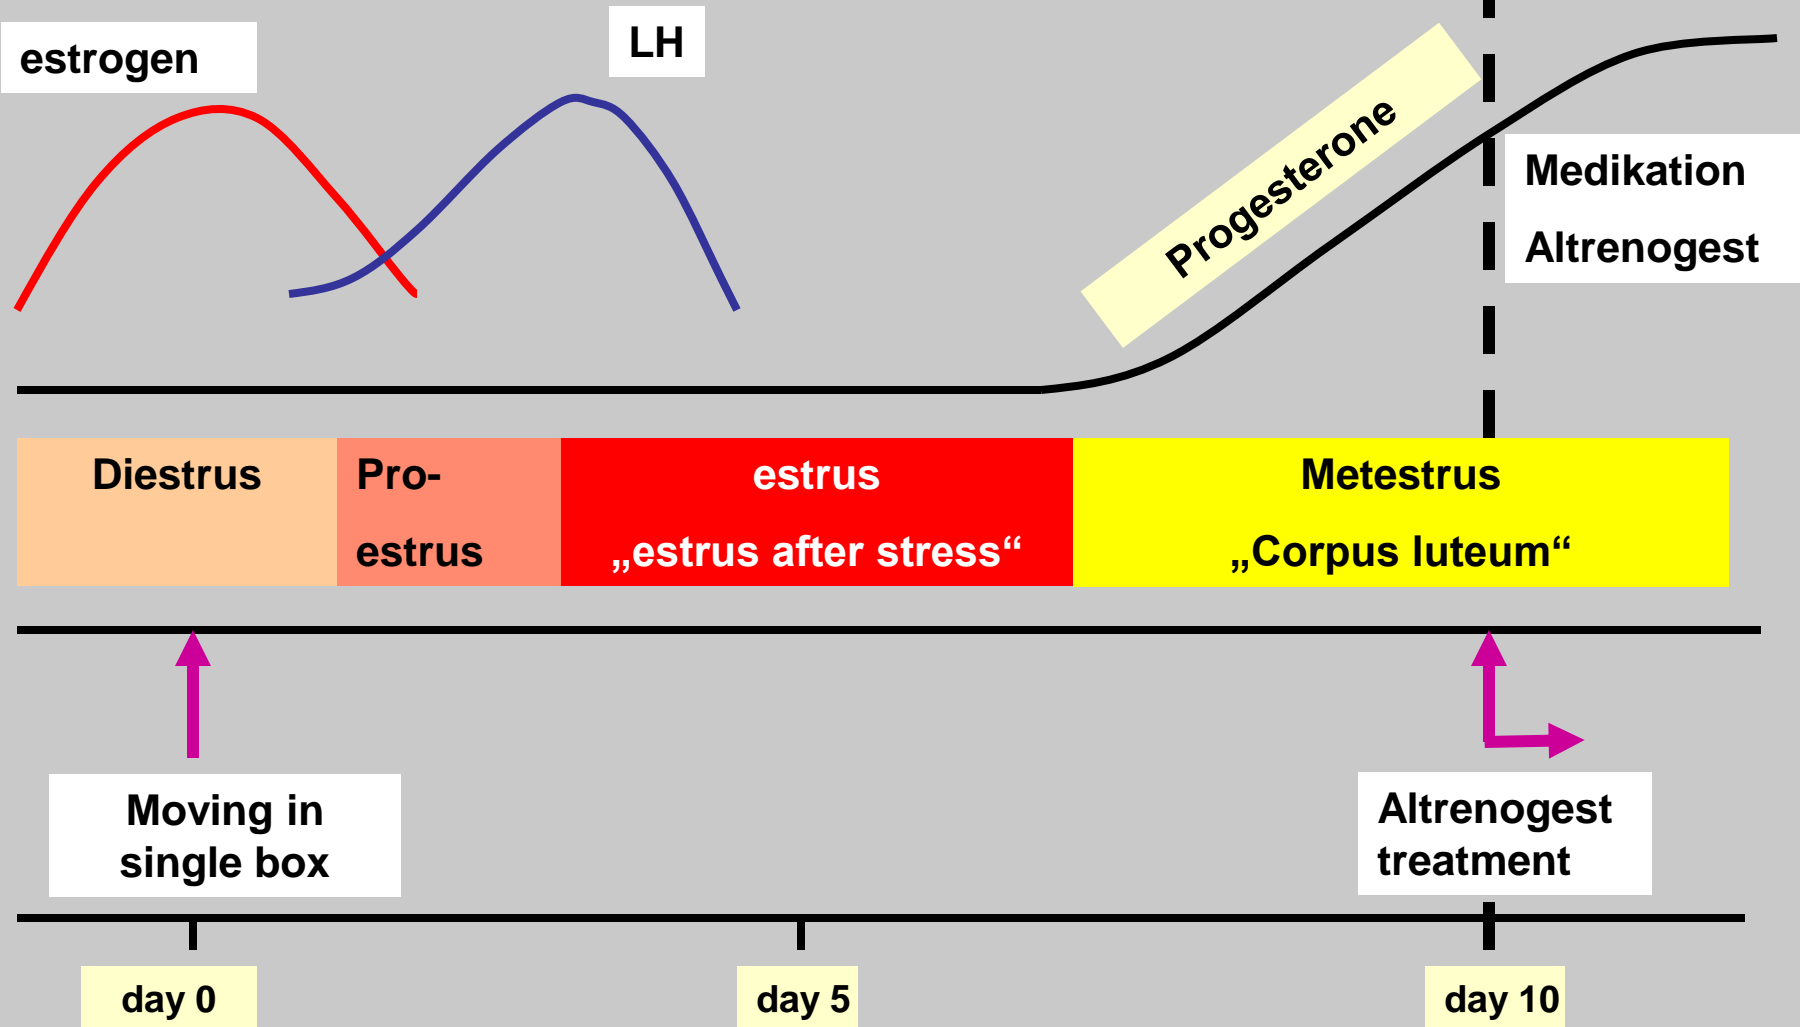 estrogen
LH
Progesterone
Medikation
Altrenogest
Diestrus
Pro-
estrus
estrus
„estrus after stress“
Metestrus
„Corpus luteum“
Moving in
single box
Altrenogest
treatment
day 0
day 5
day 10